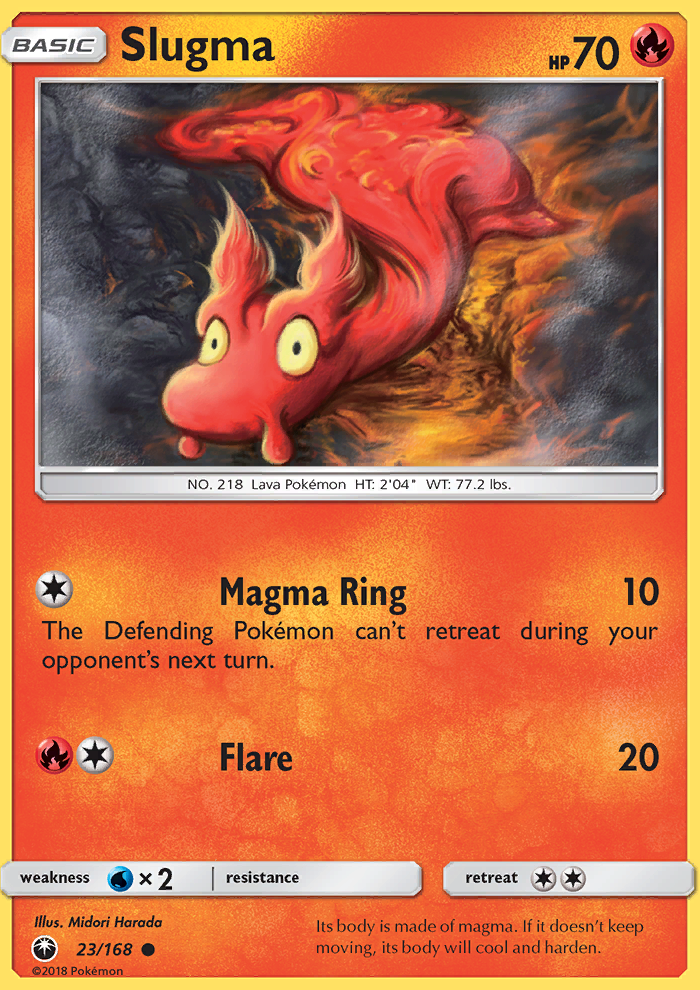 BASIC Slugma HP 70
NO. 218 Lava Pokémon HT: 2'04" WT: 77.2 lbs.
Magma Ring 10
The Defending Pokémon can't retreat during your
opponent's next turn.
Flare 20
weakness ×2 resistance retreat
Illus. Midori Harada
23/168
©2018 Pokémon
Its body is made of magma. If it doesn't keep
moving, its body will cool and harden.